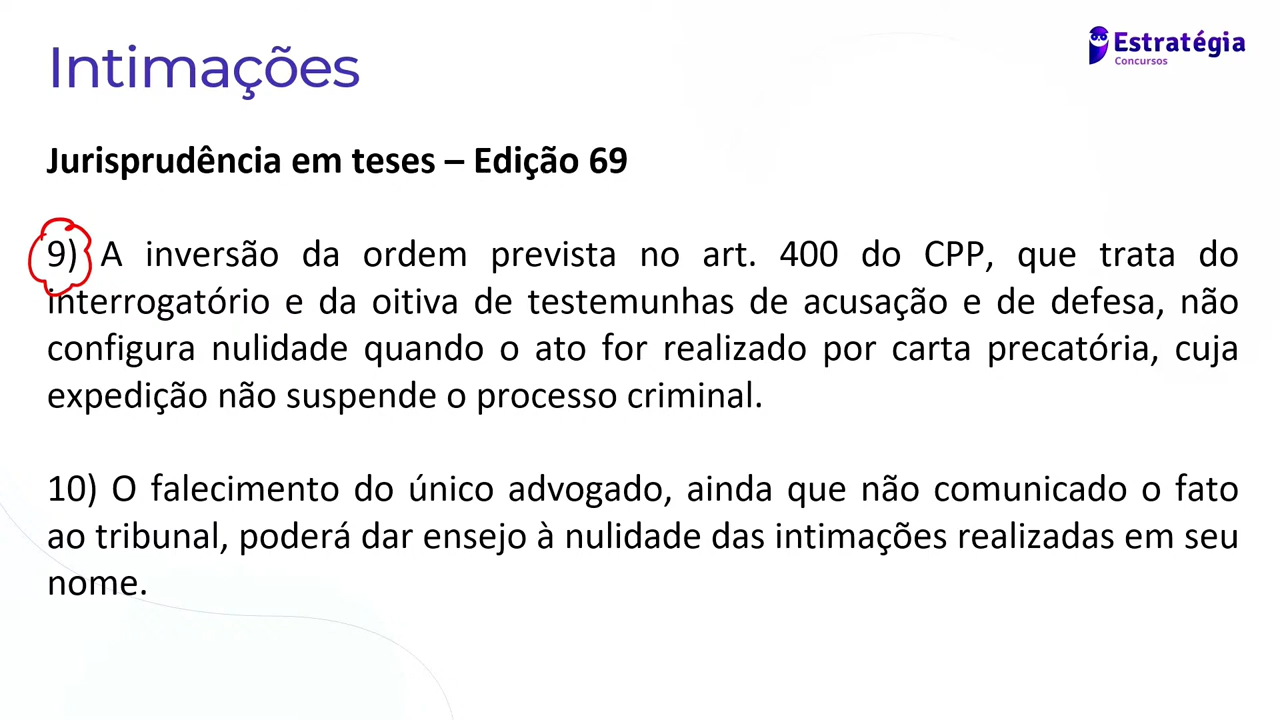 Intimações
Estratégia
Concursos
Jurisprudência em teses – Edição 69
9) A inversão da ordem prevista no art. 400 do CPP, que trata do
interrogatório e da oitiva de testemunhas de acusação e de defesa, não
configura nulidade quando o ato for realizado por carta precatória, cuja
expedição não suspende o processo criminal.
10) O falecimento do único advogado, ainda que não comunicado o fato
ao tribunal, poderá dar ensejo à nulidade das intimações realizadas em seu
nome.